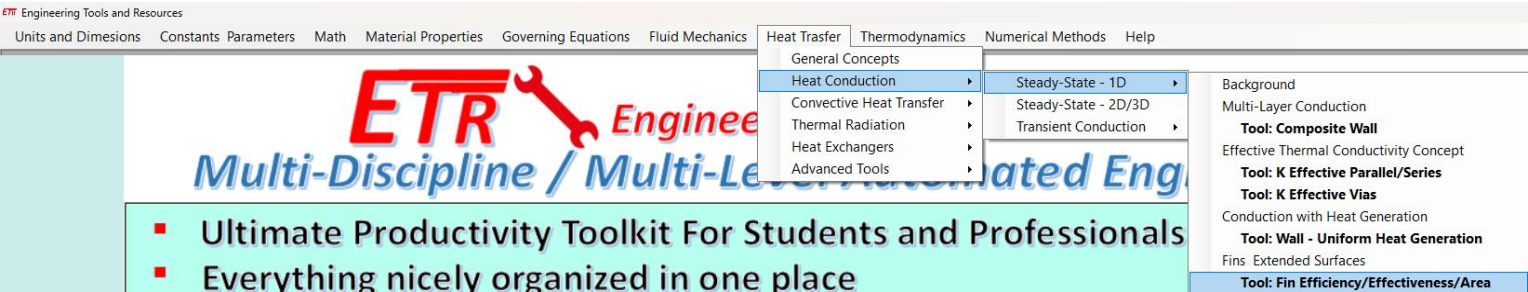 ETR Engineering Tools and Resources
Units and Dimesions Constants Parameters Math Material Properties Governing Equations Fluid Mechanics Heat Trasfer Thermodynamics Numerical Methods Help
General Concepts
Heat Conduction
Convective Heat Transfer
Thermal Radiation
Heat Exchangers
Advanced Tools
Steady-State - 1D
Steady-State - 2D/3D
Transient Conduction
Background
Multi-Layer Conduction
Tool: Composite Wall
Effective Thermal Conductivity Concept
Tool: K Effective Parallel/Series
Tool: K Effective Vias
Conduction with Heat Generation
Tool: Wall - Uniform Heat Generation
Fins Extended Surfaces
Tool: Fin Efficiency/Effectiveness/Area
ETR Enginee
Multi-Discipline / Multi-Le
Eng
Ultimate Productivity Toolkit For Students and Professionals
Everything nicely organized in one place